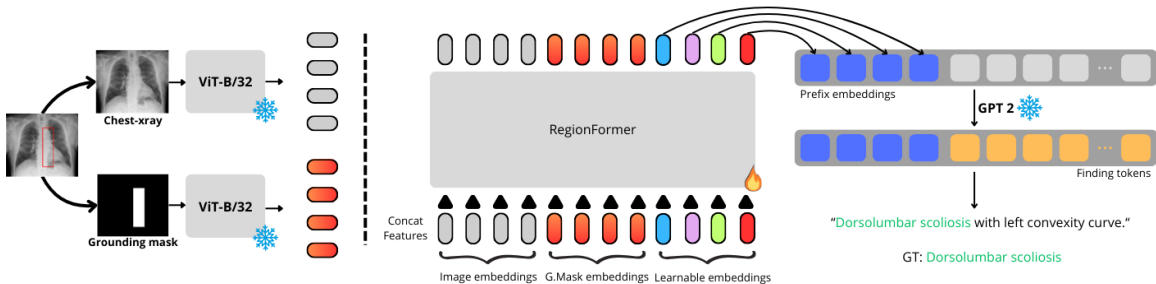 ViT-B/32
Chest-xray
ViT-B/32
Grounding mask
RegionFormer
Concat
Features
Image embeddings
G.Mask embeddings
Learnable embeddings
...
Prefix embeddings
GPT 2
...
Finding tokens
“Dorsolumbar scoliosis with left convexity curve.“
GT: Dorsolumbar scoliosis